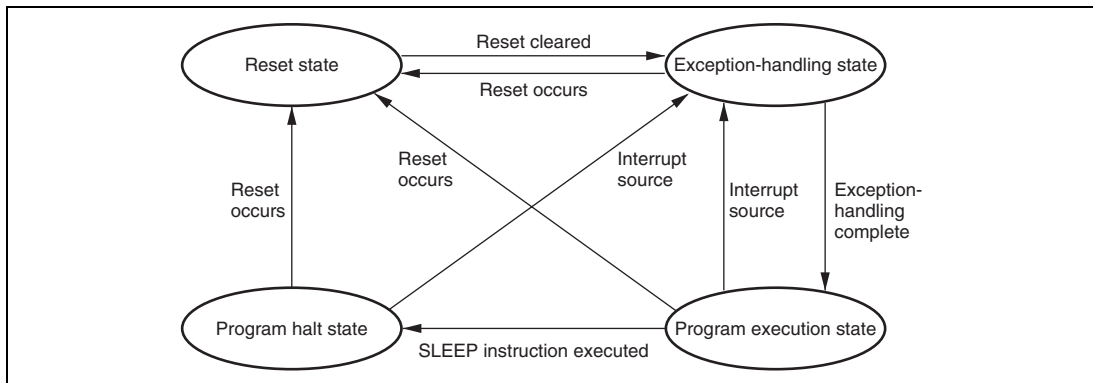 Reset cleared
Reset state
Exception-handling state
Reset occurs
Reset
occurs
Interrupt
source
Reset
occurs
Interrupt
source
Exception-
handling
complete
Program halt state
Program execution state
SLEEP instruction executed